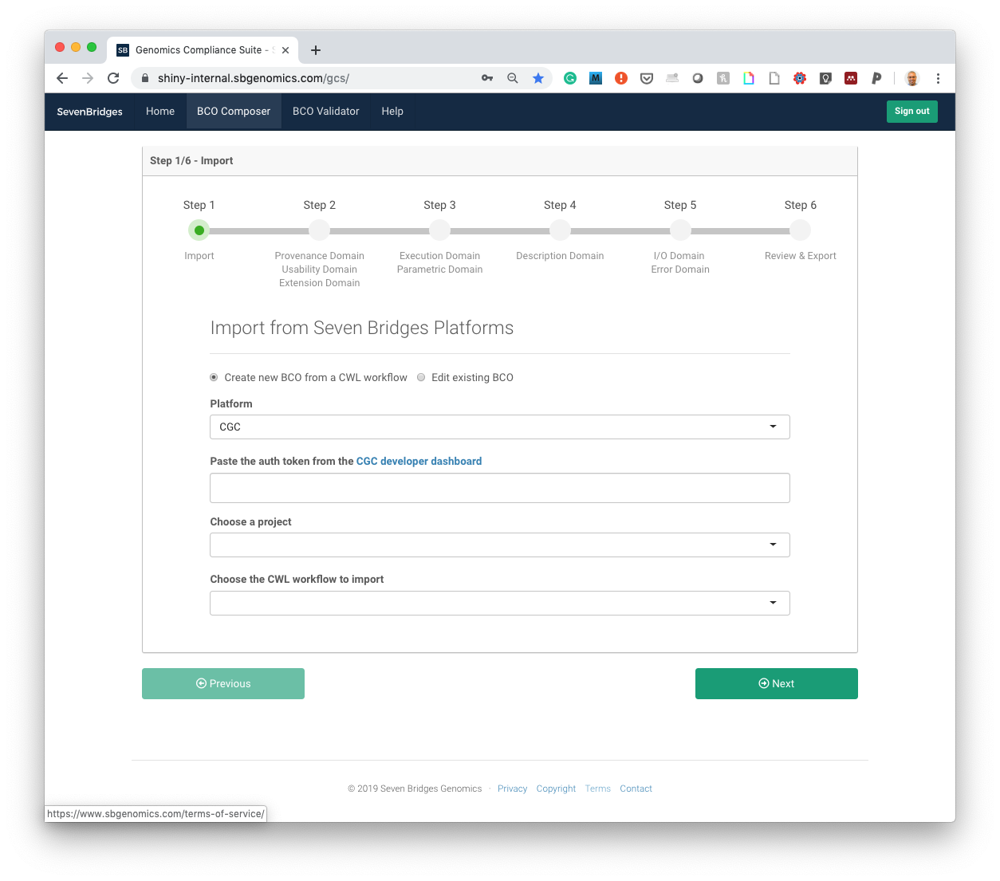 SB Genomics Compliance Suite - S
shiny-internal.sbgenomics.com/gcs/
SevenBridges Home BCO Composer BCO Validator Help Sign out
Step 1/6 - Import
Step 1 Step 2 Step 3 Step 4 Step 5 Step 6
Import Provenance Domain Execution Domain Description Domain I/O Domain Review & Export
Usability Domain Parametric Domain Error Domain
Extension Domain
Import from Seven Bridges Platforms
Create new BCO from a CWL workflow Edit existing BCO
Platform
CGC
Paste the auth token from the CGC developer dashboard
Choose a project
Choose the CWL workflow to import
Previous Next
© 2019 Seven Bridges Genomics · Privacy Copyright Terms Contact
https://www.sbgenomics.com/terms-of-service/